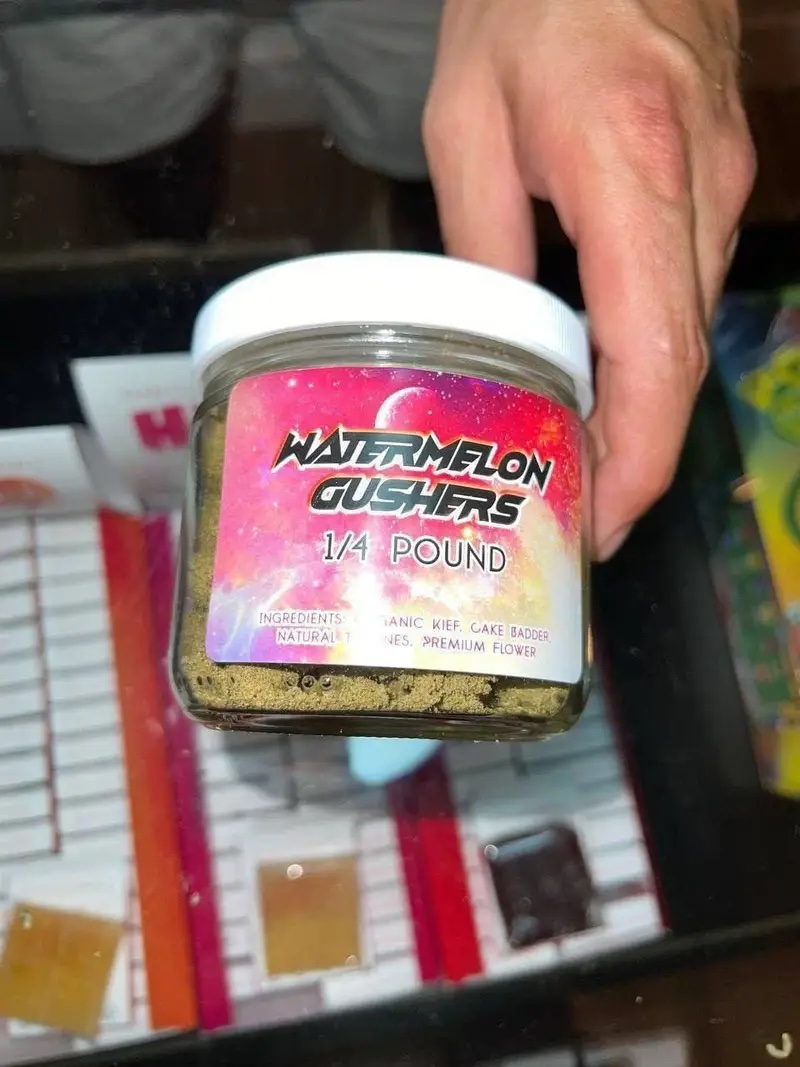 WATERMELON
GUSHERS
1/4 POUND
INGREDIENTS: KIEF, CAKE BADDER,
NATURAL PREMIUM FLOWER
H